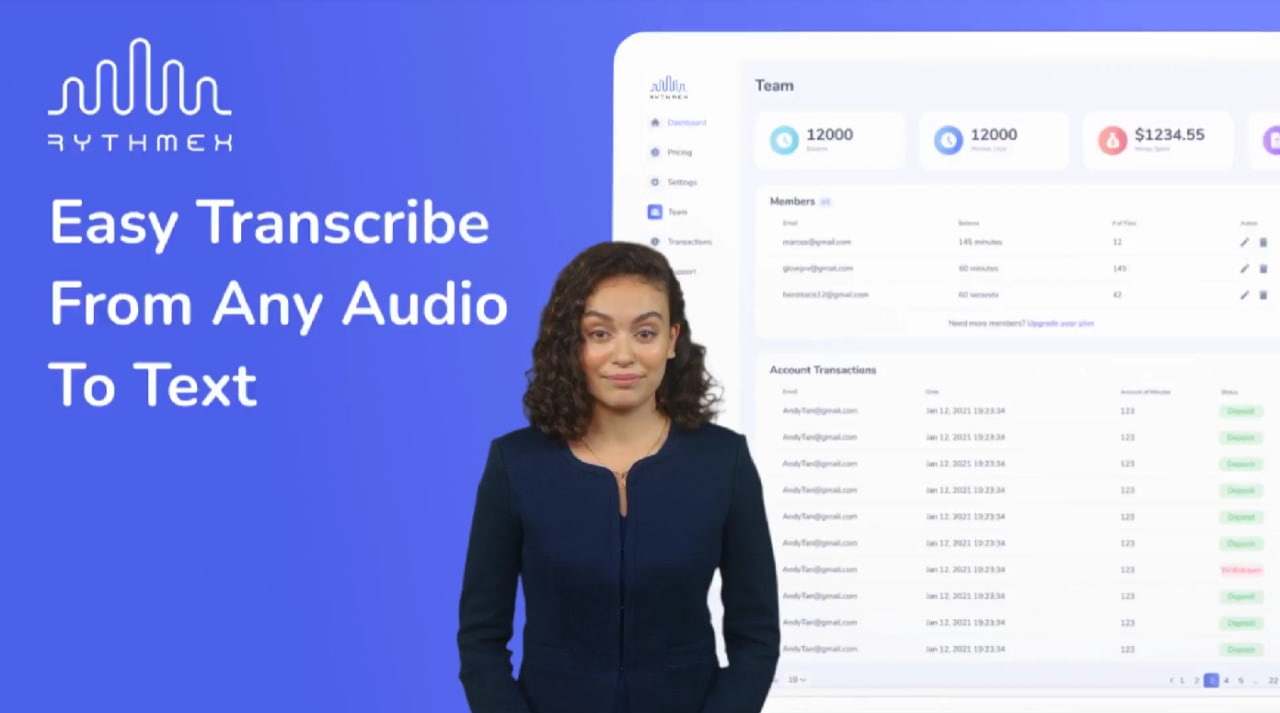 RYTHMEX
Easy Transcribe
From Any Audio
To Text
RYTHMEX
Dashboard
Pricing
Settings
Team
Transactions
Team
12000
Balance
12000
$1234.55
Money Spent
Members
Email Balance # of Files Action
marcus@gmail.com 145 minutes 12
60 minutes 145
60 seconds 42
Need more members? Upgrade your plan
Account Transactions
Email Date Amount of Minutes Status
AndyTan@gmail.com Jan 12, 2021 19:23:34 123 Deposit
AndyTan@gmail.com Jan 12, 2021 19:23:34 123 Deposit
AndyTan@gmail.com Jan 12, 2021 19:23:34 123 Deposit
AndyTan@gmail.com Jan 12, 2021 19:23:34 123 Deposit
AndyTan@gmail.com Jan 12, 2021 19:23:34 123 Deposit
AndyTan@gmail.com Jan 12, 2021 19:23:34 123 Deposit
AndyTan@gmail.com Jan 12, 2021 19:23:34 123 Withdrawn
AndyTan@gmail.com Jan 12, 2021 19:23:34 123 Deposit
AndyTan@gmail.com Jan 12, 2021 19:23:34 123 Deposit
AndyTan@gmail.com Jan 12, 2021 19:23:34 123 Deposit
10 < 1 2 3 4 5 ... 22